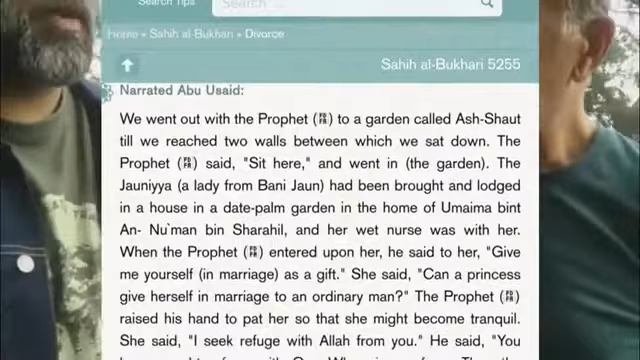 Search Tips
Search ...
Home » Sahih al-Bukhari » Divorce
Sahih al-Bukhari 5255
Narrated Abu Usaid:
We went out with the Prophet (ﷺ) to a garden called Ash-Shaut
till we reached two walls between which we sat down. The
Prophet (ﷺ) said, "Sit here," and went in (the garden). The
Jauniyya (a lady from Bani Jaun) had been brought and lodged
in a house in a date-palm garden in the home of Umaima bint
An- Nu`man bin Sharahil, and her wet nurse was with her.
When the Prophet (ﷺ) entered upon her, he said to her, "Give
me yourself (in marriage) as a gift." She said, "Can a princess
give herself in marriage to an ordinary man?" The Prophet (ﷺ)
raised his hand to pat her so that she might become tranquil.
She said, "I seek refuge with Allah from you." He said, "You